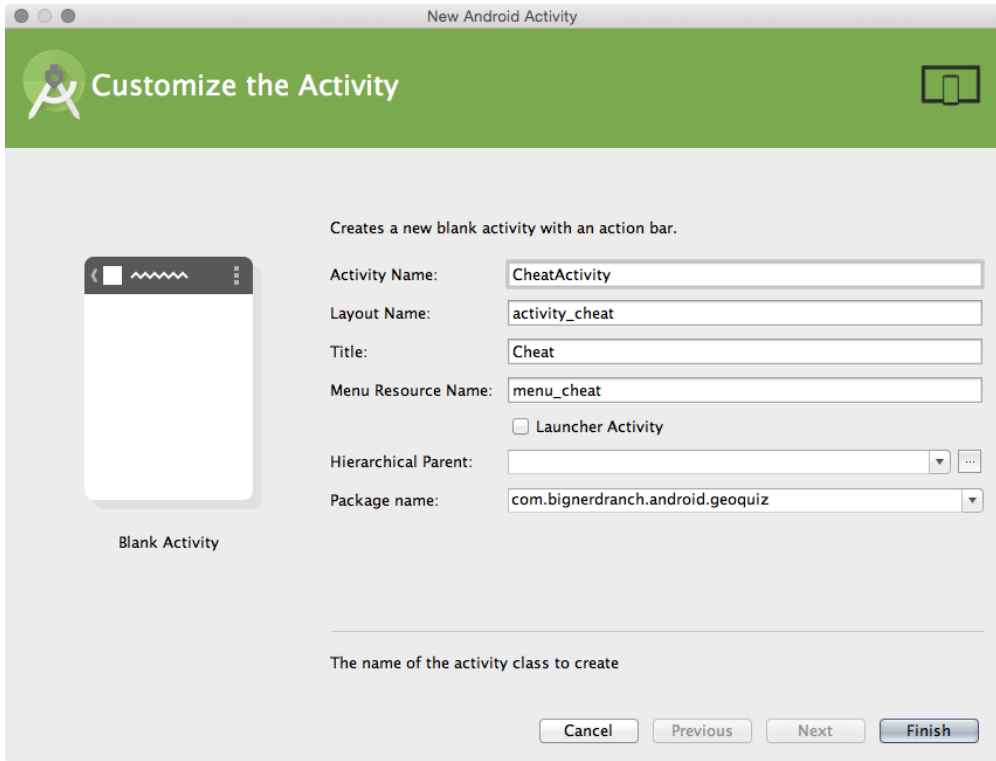 New Android Activity
Customize the Activity
Creates a new blank activity with an action bar.
Activity Name: CheatActivity
Layout Name: activity_cheat
Title: Cheat
Menu Resource Name: menu_cheat
Launcher Activity
Hierarchical Parent: ...
Package name: com.bignerdranch.android.geoquiz
Blank Activity
The name of the activity class to create
Cancel Previous Next Finish